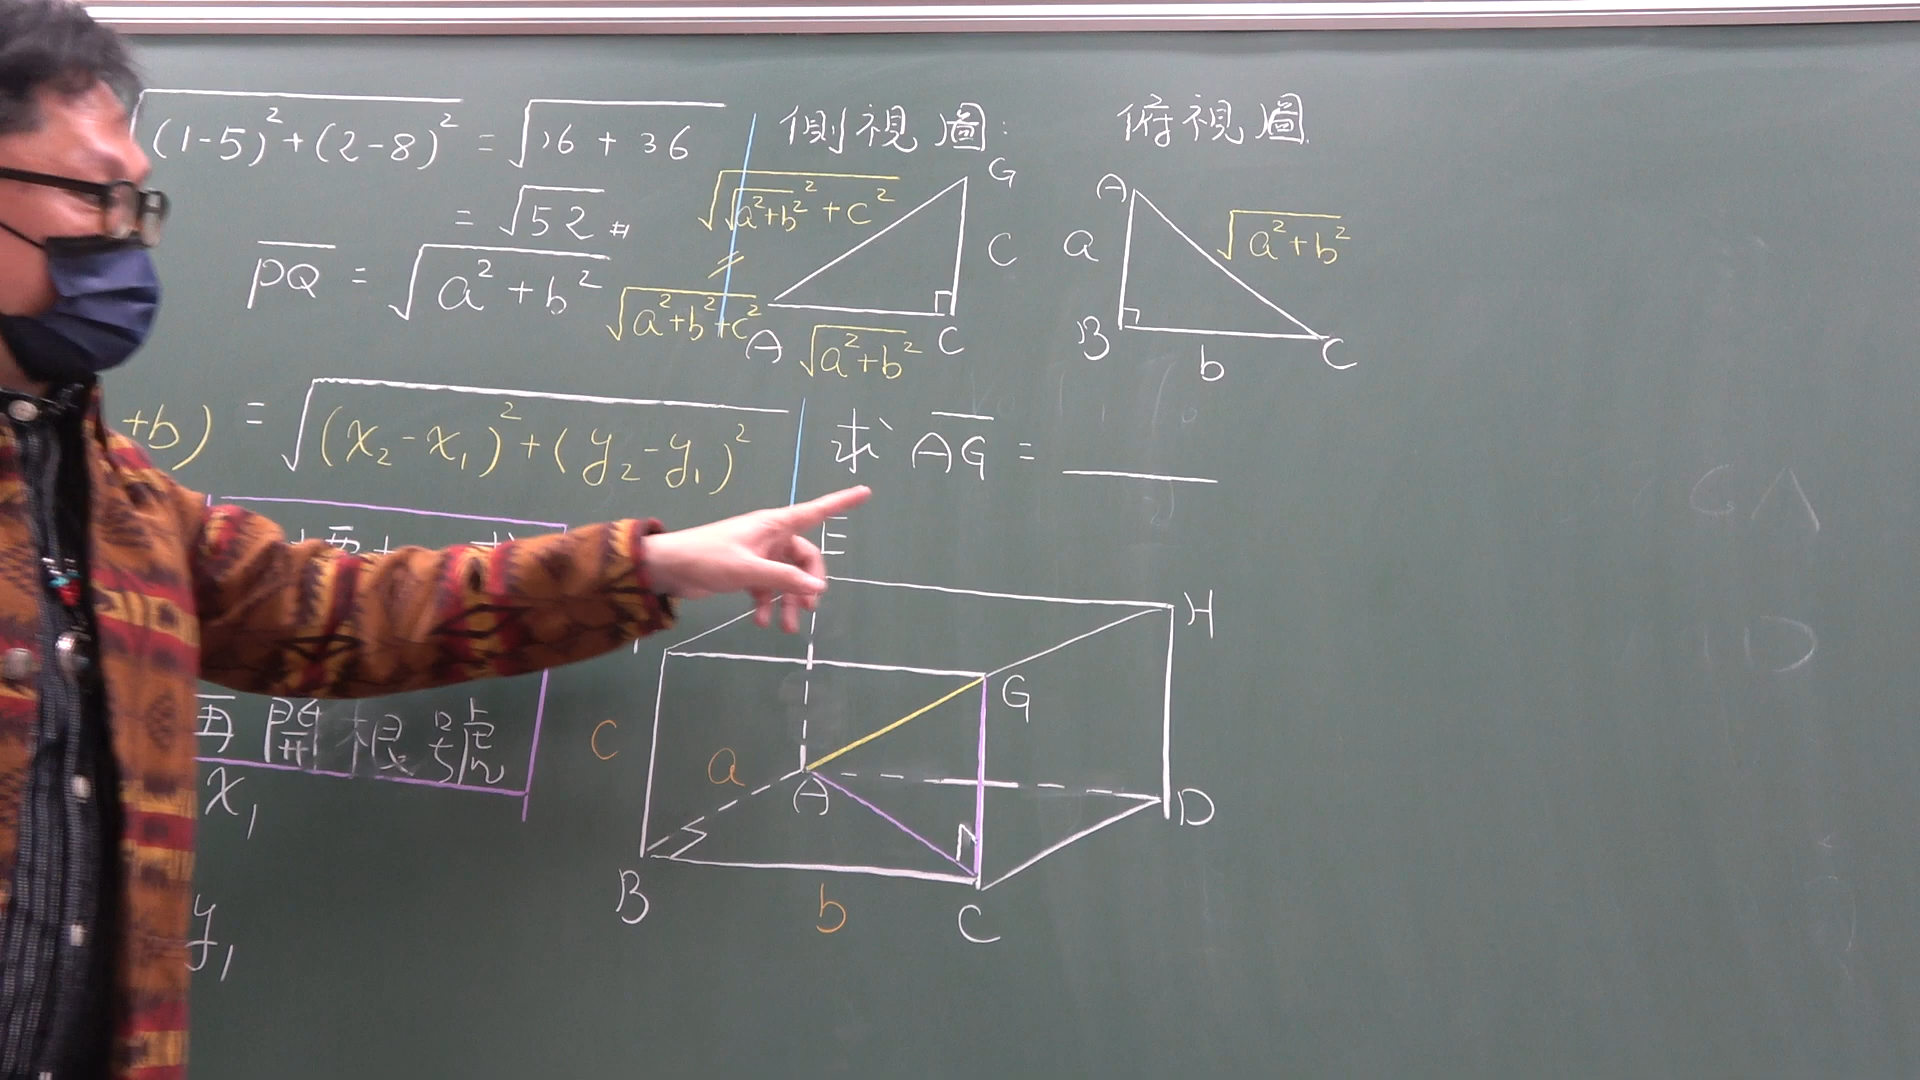 √(1-5)²+(2-8)² = √16+36
= √52 #
PQ = √a²+b²
+b) = √(x₂-x₁)²+(y₂-y₁)²
再開根號
x₁
y₁
側視圖:
G
√√a²+b²²+c²
C
√a²+b²+c²
A
√a²+b²
C
俯視圖
A
a
√a²+b²
B
b
C
求 AG = ______
E
H
G
c
a
A
D
B
b
C